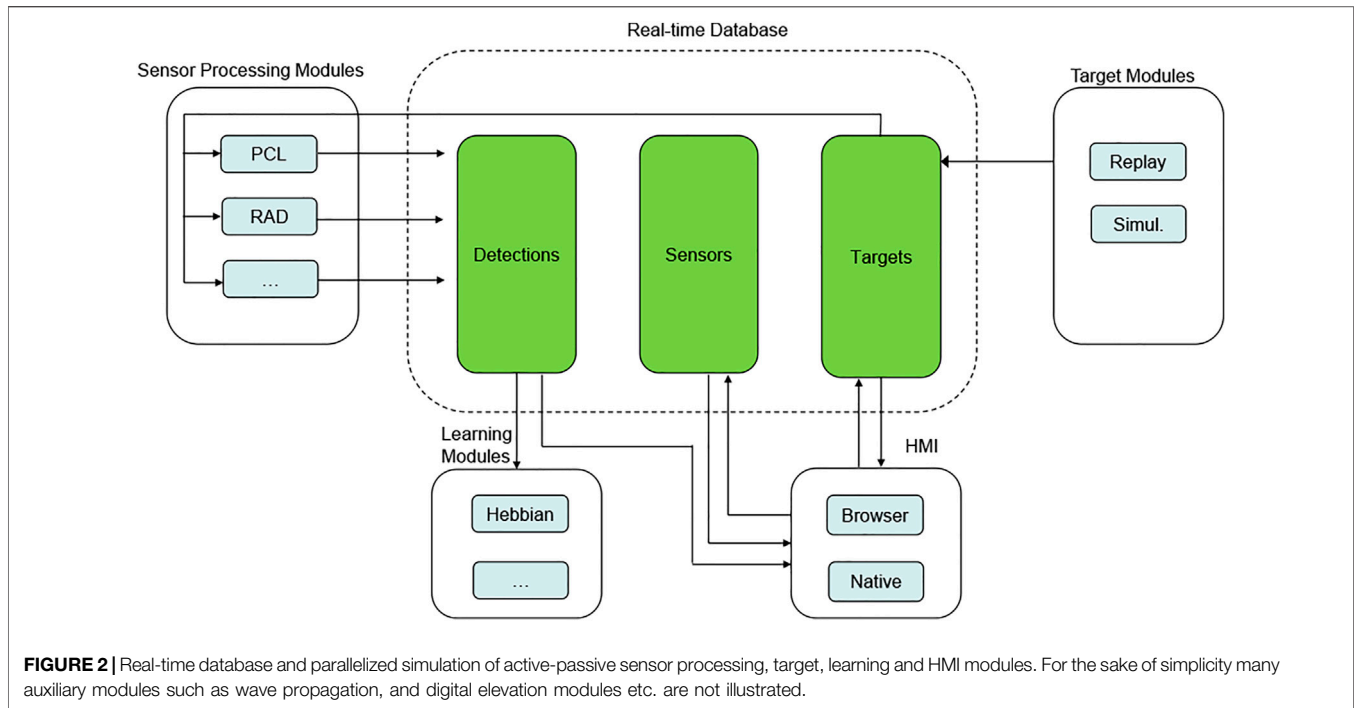 Real-time Database
Sensor Processing Modules
Target Modules
PCL
RAD
...
Detections
Sensors
Targets
Replay
Simul.
Learning
Modules
HMI
Hebbian
...
Browser
Native
FIGURE 2 | Real-time database and parallelized simulation of active-passive sensor processing, target, learning and HMI modules. For the sake of simplicity many
auxiliary modules such as wave propagation, and digital elevation modules etc. are not illustrated.